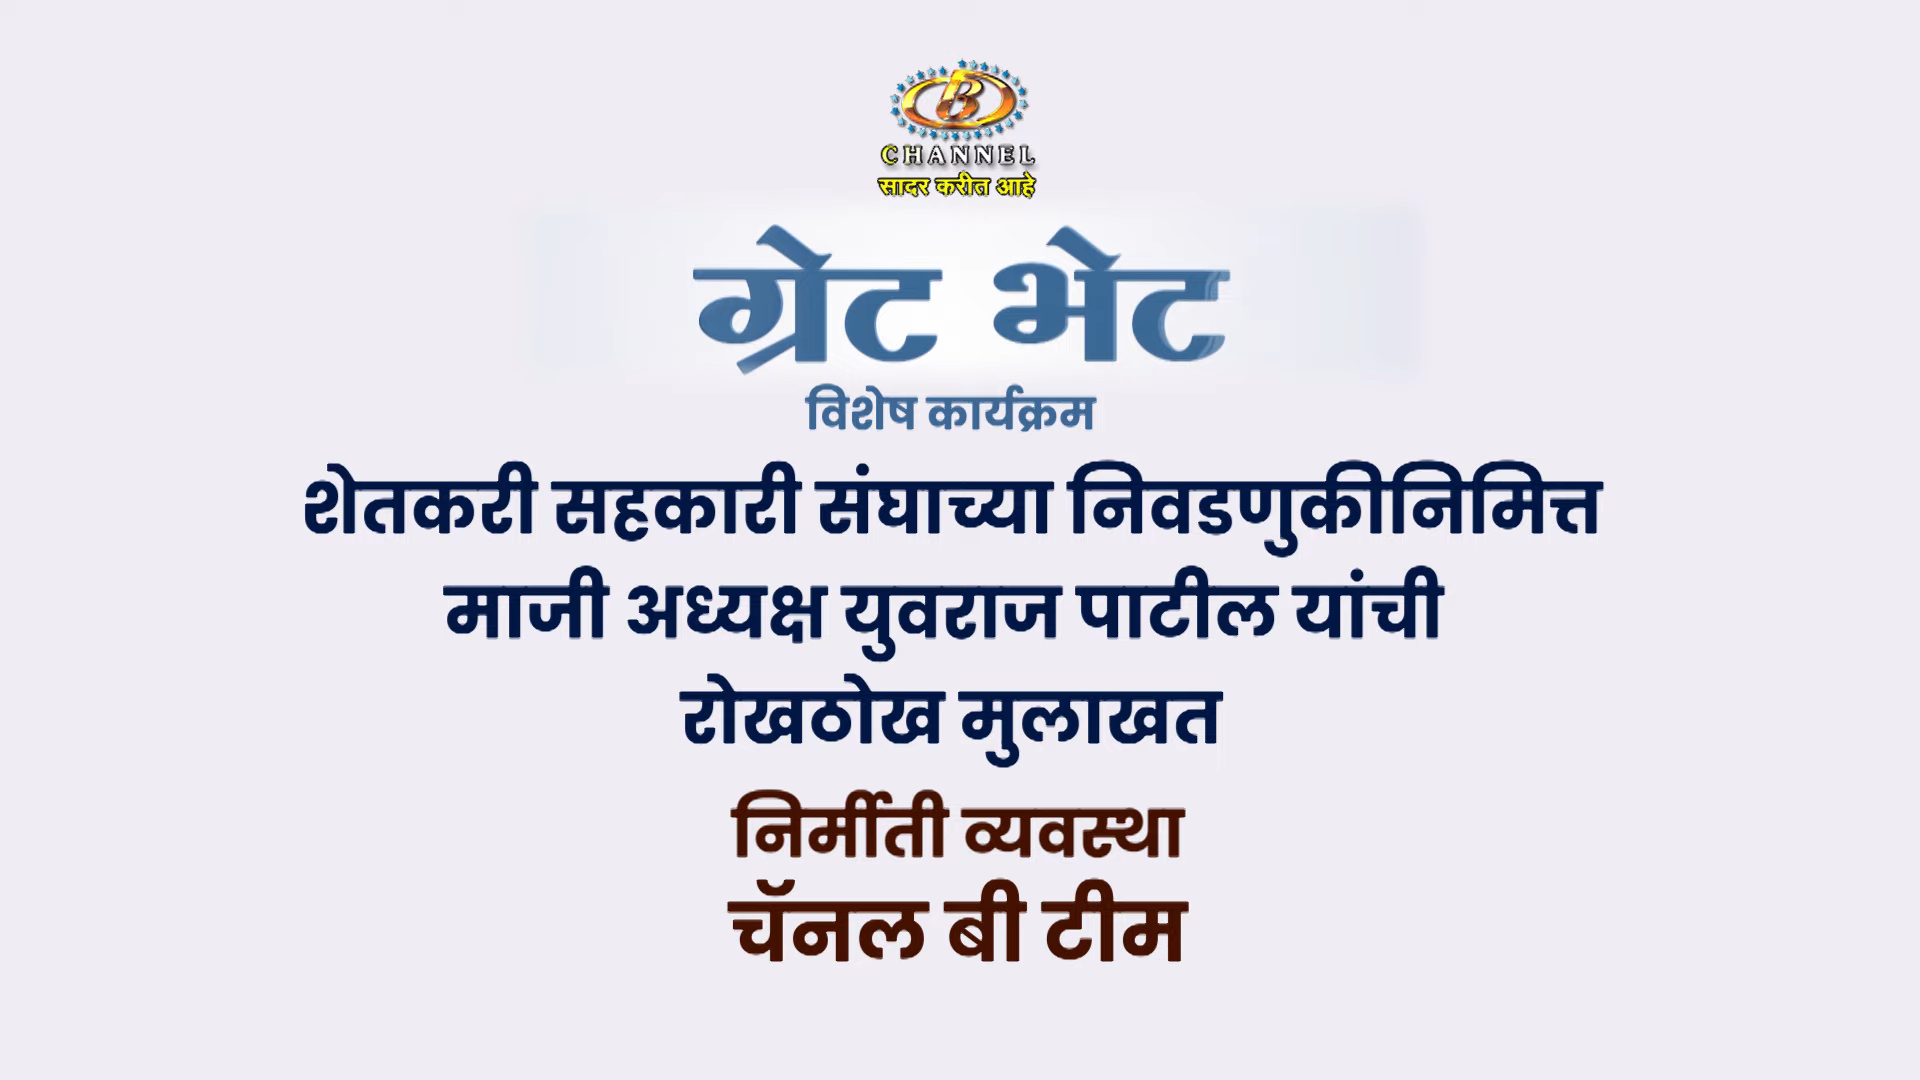 B
CHANNEL
सादर करीत आहे
ग्रेट भेट
विशेष कार्यक्रम
शेतकरी सहकारी संघाच्या निवडणुकीनिमित्त
माजी अध्यक्ष युवराज पाटील यांची
रोखठोख मुलाखत
निर्मीती व्यवस्था
चॅनल बी टीम